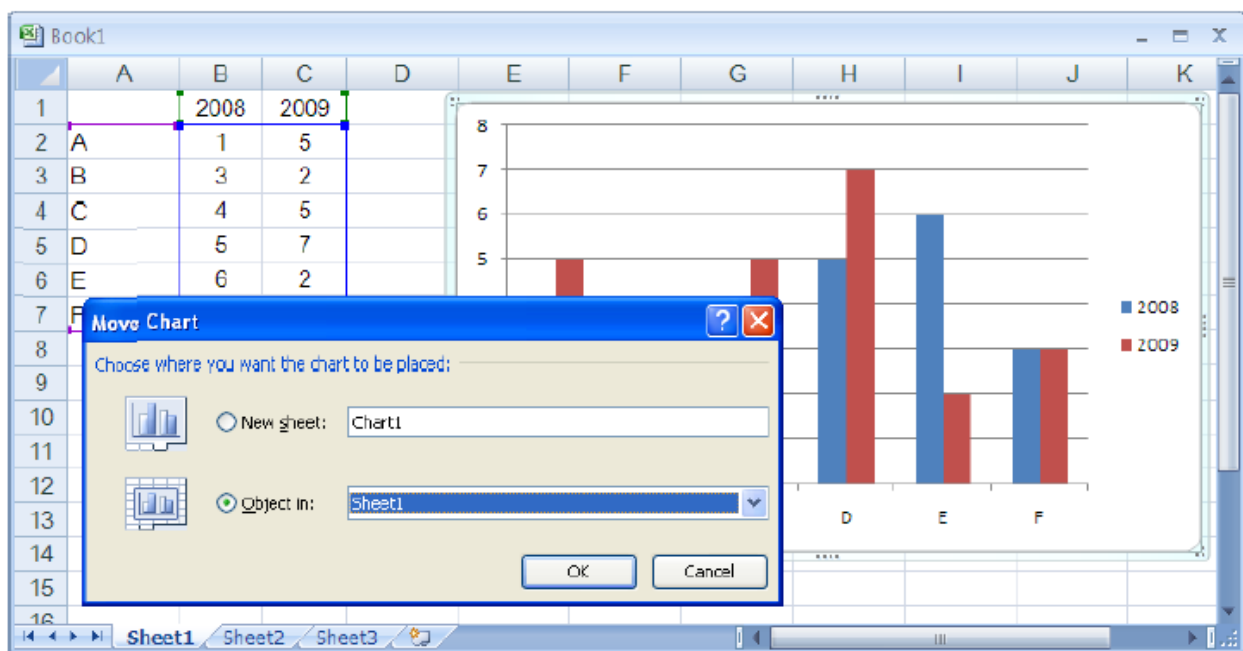 Book1
A B C D E F G H I J K
1 2008 2009
2 A 1 5
3 B 3 2
4 C 4 5
5 D 5 7
6 E 6 2
7 F
8
9
10
11
12
13
14
15
16
8
7
6
5
2008
2009
D E F
Move Chart
Choose where you want the chart to be placed:
New sheet: Chart1
Object in: Sheet1
OK Cancel
Sheet1 Sheet2 Sheet3